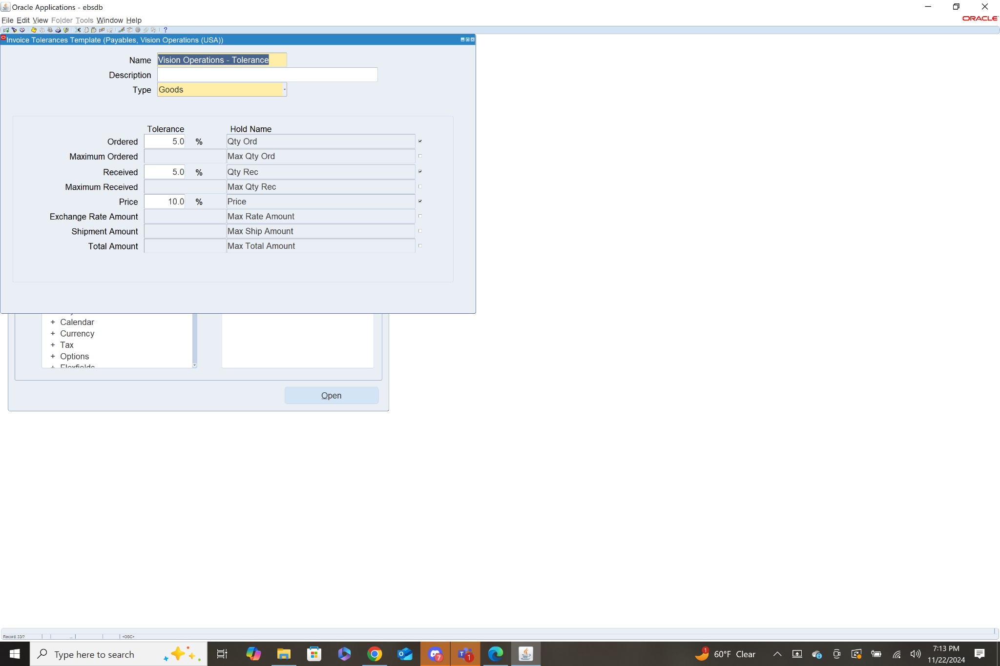 Oracle Applications - ebsdb
File Edit View Folder Tools Window Help
ORACLE
Invoice Tolerances Template (Payables, Vision Operations (USA))
Name Vision Operations - Tolerance
Description
Type Goods
Tolerance Hold Name
Ordered 5.0 % Qty Ord
Maximum Ordered Max Qty Ord
Received 5.0 % Qty Rec
Maximum Received Max Qty Rec
Price 10.0 % Price
Exchange Rate Amount Max Rate Amount
Shipment Amount Max Ship Amount
Total Amount Max Total Amount
+ Calendar
+ Currency
+ Tax
+ Options
+ Flexfields
Open
Record: 33/? ... <OSC>
Type here to search
7
1
1
60°F Clear
7:13 PM
11/22/2024